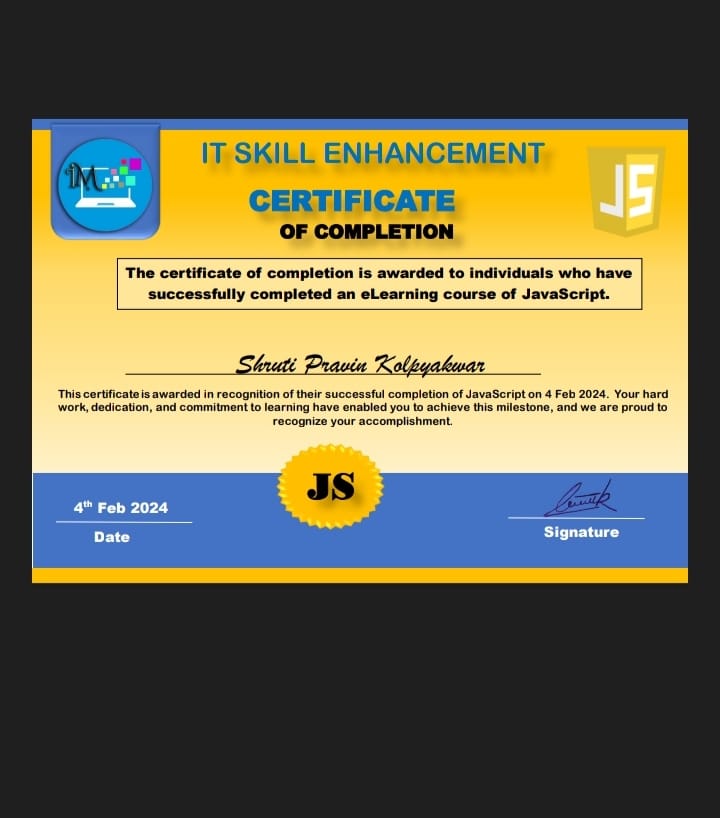 iM
IT SKILL ENHANCEMENT
JS
CERTIFICATE
OF COMPLETION
The certificate of completion is awarded to individuals who have
successfully completed an eLearning course of JavaScript.
Shruti Pravin Kolpyakwar
This certificate is awarded in recognition of their successful completion of JavaScript on 4 Feb 2024. Your hard
work, dedication, and commitment to learning have enabled you to achieve this milestone, and we are proud to
recognize your accomplishment.
JS
4th Feb 2024
Date
Signature